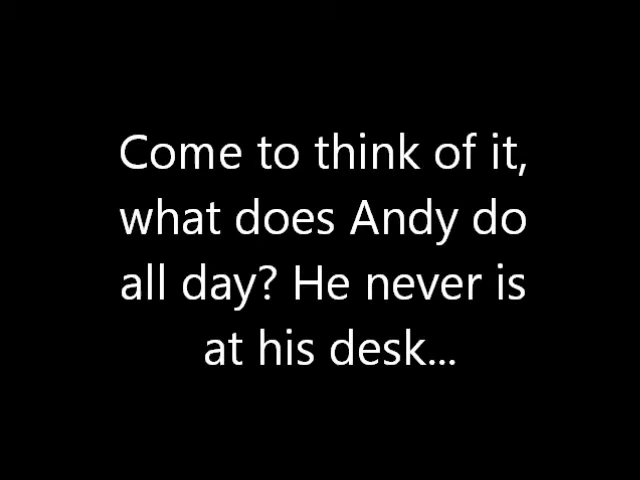 Come to think of it,
what does Andy do
all day? He never is
at his desk...